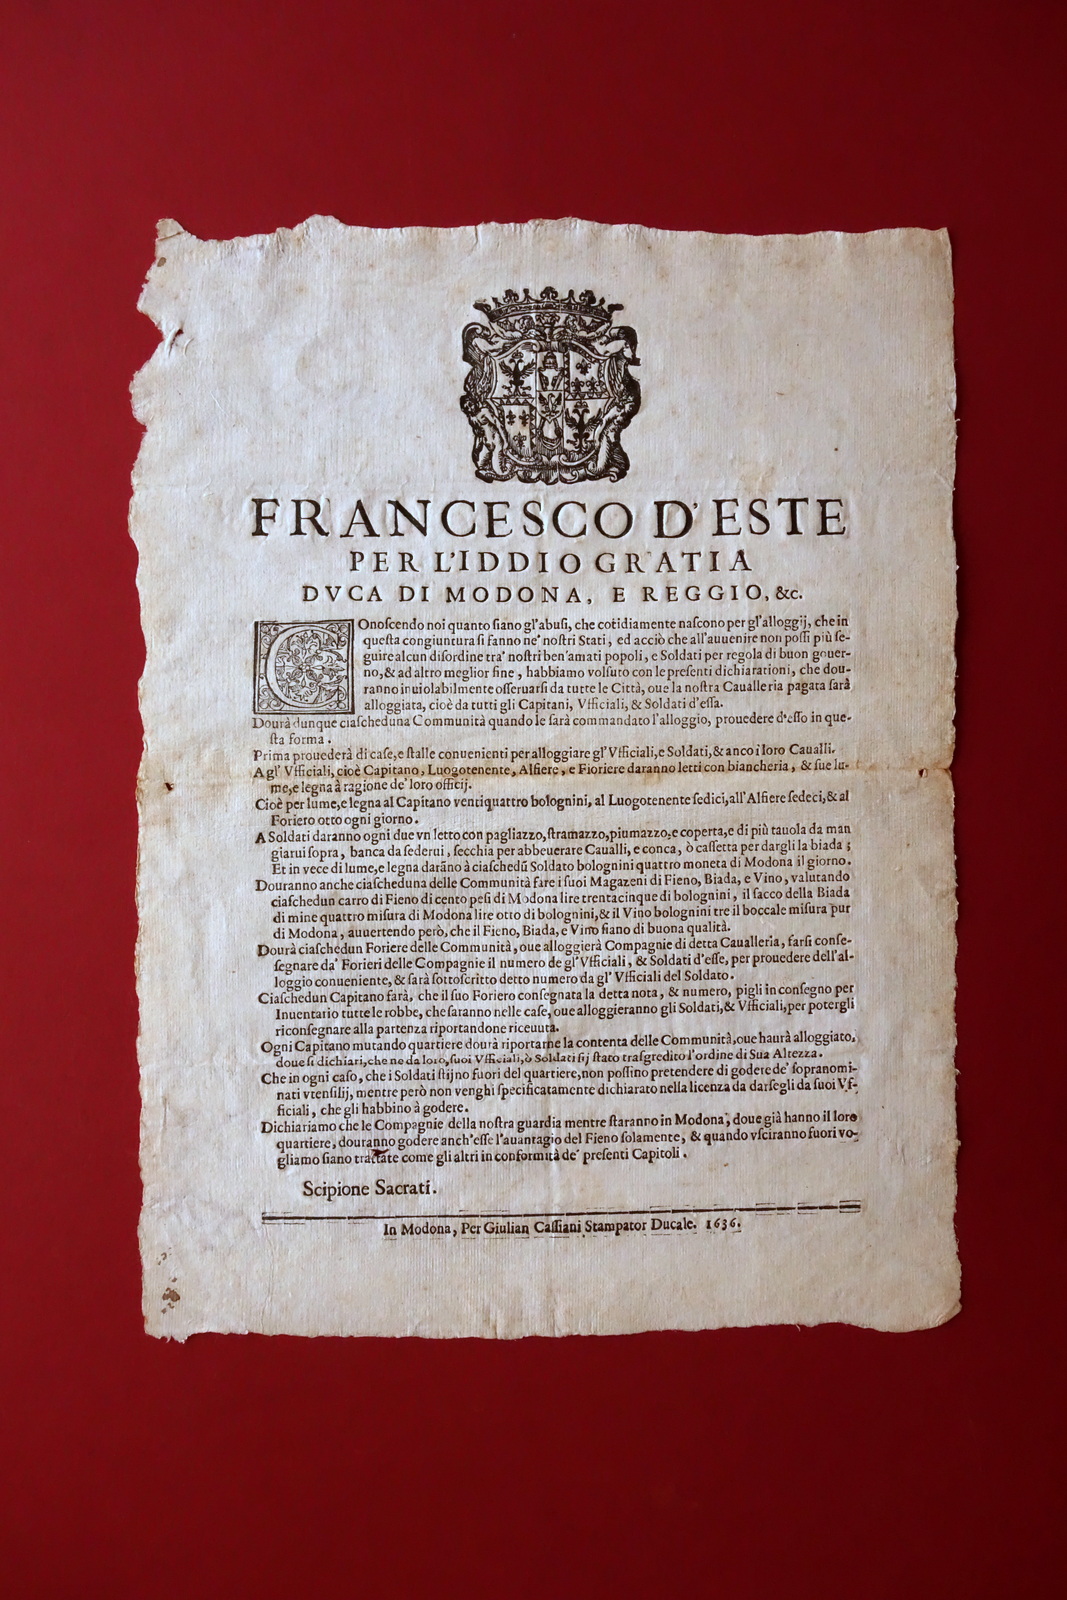 FRANCESCO D'ESTE
PER L'IDDIO GRATIA
DVCA DI MODONA, E REGGIO, &c.
COnoſcendo noi quanto ſiano gl'abuſi, che cotidiamente naſcono per gl'alloggij, che in
queſta congiuntura ſi fanno ne' noſtri Stati, ed acciò che all'auuenire non poſſi più ſe-
guire alcun diſordine tra' noſtri ben'amati popoli, e Soldati per regola di buon gouer-
no, & ad altro meglior fine, habbiamo volſuto con le preſenti dichiarationi, che dou-
ranno inuiolabilmente oſſeruarſi da tutte le Città, oue la noſtra Caualleria pagata ſarà
alloggiata, cioè da tutti gli Capitani, Vfficiali, & Soldati d'eſſa.
Dourà dunque ciaſcheduna Communità quando le ſarà commandato l'alloggio, prouedere d'eſſo in que-
ſta forma.
Prima prouederà di caſe, e ſtalle conuenienti per alloggiare gl'Vfficiali, e Soldati, & anco i loro Caualli.
A gl' Vfficiali, cioè Capitano, Luogotenente, Alfiere, e Fioriere daranno letti con biancheria, & ſue lu-
me, e legna à ragione de' loro officij.
Cioè per lume, e legna al Capitano ventiquattro bolognini, al Luogotenente ſedici, all'Alfiere ſedeci, & al
Foriero otto ogni giorno.
A Soldati daranno ogni due vn letto con pagliazzo, ſtramazzo, piumazzo, e coperta, e di più tauola da man
giarui ſopra, banca da ſederui, ſecchia per abbeuerare Caualli, e conca, ò caſſetta per dargli la biada;
Et in vece di lume, e legna darāno à ciaſchedū Soldato bolognini quattro moneta di Modona il giorno.
Douranno anche ciaſcheduna delle Communità fare i ſuoi Magazeni di Fieno, Biada, e Vino, valutando
ciaſchedun carro di Fieno di cento peſi di Modona lire trentacinque di bolognini, il ſacco della Biada
di mine quattro miſura di Modona lire otto di bolognini, & il Vino bolognini tre il boccale miſura pur
di Modona, auuertendo però, che il Fieno, Biada, e Vino ſiano di buona qualità.
Dourà ciaſchedun Foriere delle Communità, oue alloggierà Compagnie di detta Caualleria, farſi conſe-
ſegnare da' Forieri delle Compagnie il numero de gl'Vffici, & Soldati d'eſſe, per prouedere dell'al-
loggio conueniente, & ſarà ſottoſcritto detto numero da gl' Vfficiali del Soldato.
Ciaſchedun Capitano farà, che il ſuo Foriero conſegnata la detta nota, & numero, pigli in conſegno per
Inuentario tutte le robbe, che ſaranno nelle caſe, oue alloggieranno gli Soldati, & Vfficiali, per potergli
riconſegnare alla partenza riportandone riceuuta.
Ogni Capitano mutando quartiere dourà riportarne la contenta delle Communità, oue haurà alloggiato,
doue ſi dichiari, che ne da loro, ſuoi Vfficiali, ò Soldati ſij ſtato traſgredito l'ordine di Sua Altezza.
Che in ogni caſo, che i Soldati ſtijno fuori del quartiere, non poſſino pretendere di godere de' ſopranomi-
nati vtenſilij, mentre però non venghi ſpecificatamente dichiarato nella licenza da darſegli da ſuoi Vf-
ficiali, che gli habbino à godere.
Dichiariamo che le Compagnie della noſtra guardia mentre ſtaranno in Modona, doue già hanno il loro
quartiere, douranno godere anch'eſſe l'auantagio del Fieno ſolamente, & quando vſciranno fuori vo-
gliamo ſiano trattate come gli altri in conformità de' preſenti Capitoli.
Scipione Sacrati.
In Modona, Per Giulian Caſſiani Stampator Ducale. 1636.